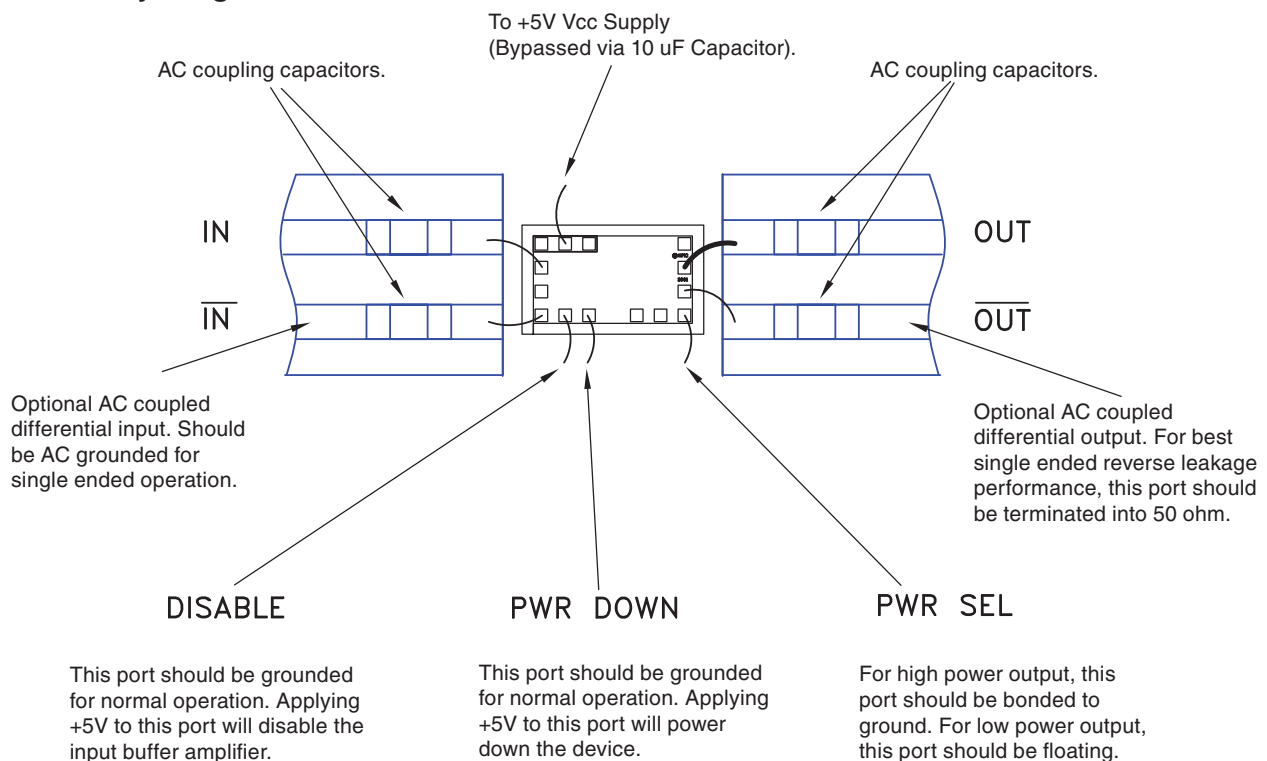 To +5V Vcc Supply
(Bypassed via 10 uF Capacitor).
AC coupling capacitors.
AC coupling capacitors.
IN
OUT
IN
OUT
Optional AC coupled
differential input. Should
be AC grounded for
single ended operation.
Optional AC coupled
differential output. For best
single ended reverse leakage
performance, this port should
be terminated into 50 ohm.
DISABLE
PWR DOWN
PWR SEL
This port should be grounded
for normal operation. Applying
+5V to this port will disable the
input buffer amplifier.
This port should be grounded
for normal operation. Applying
+5V to this port will power
down the device.
For high power output, this
port should be bonded to
ground. For low power output,
this port should be floating.